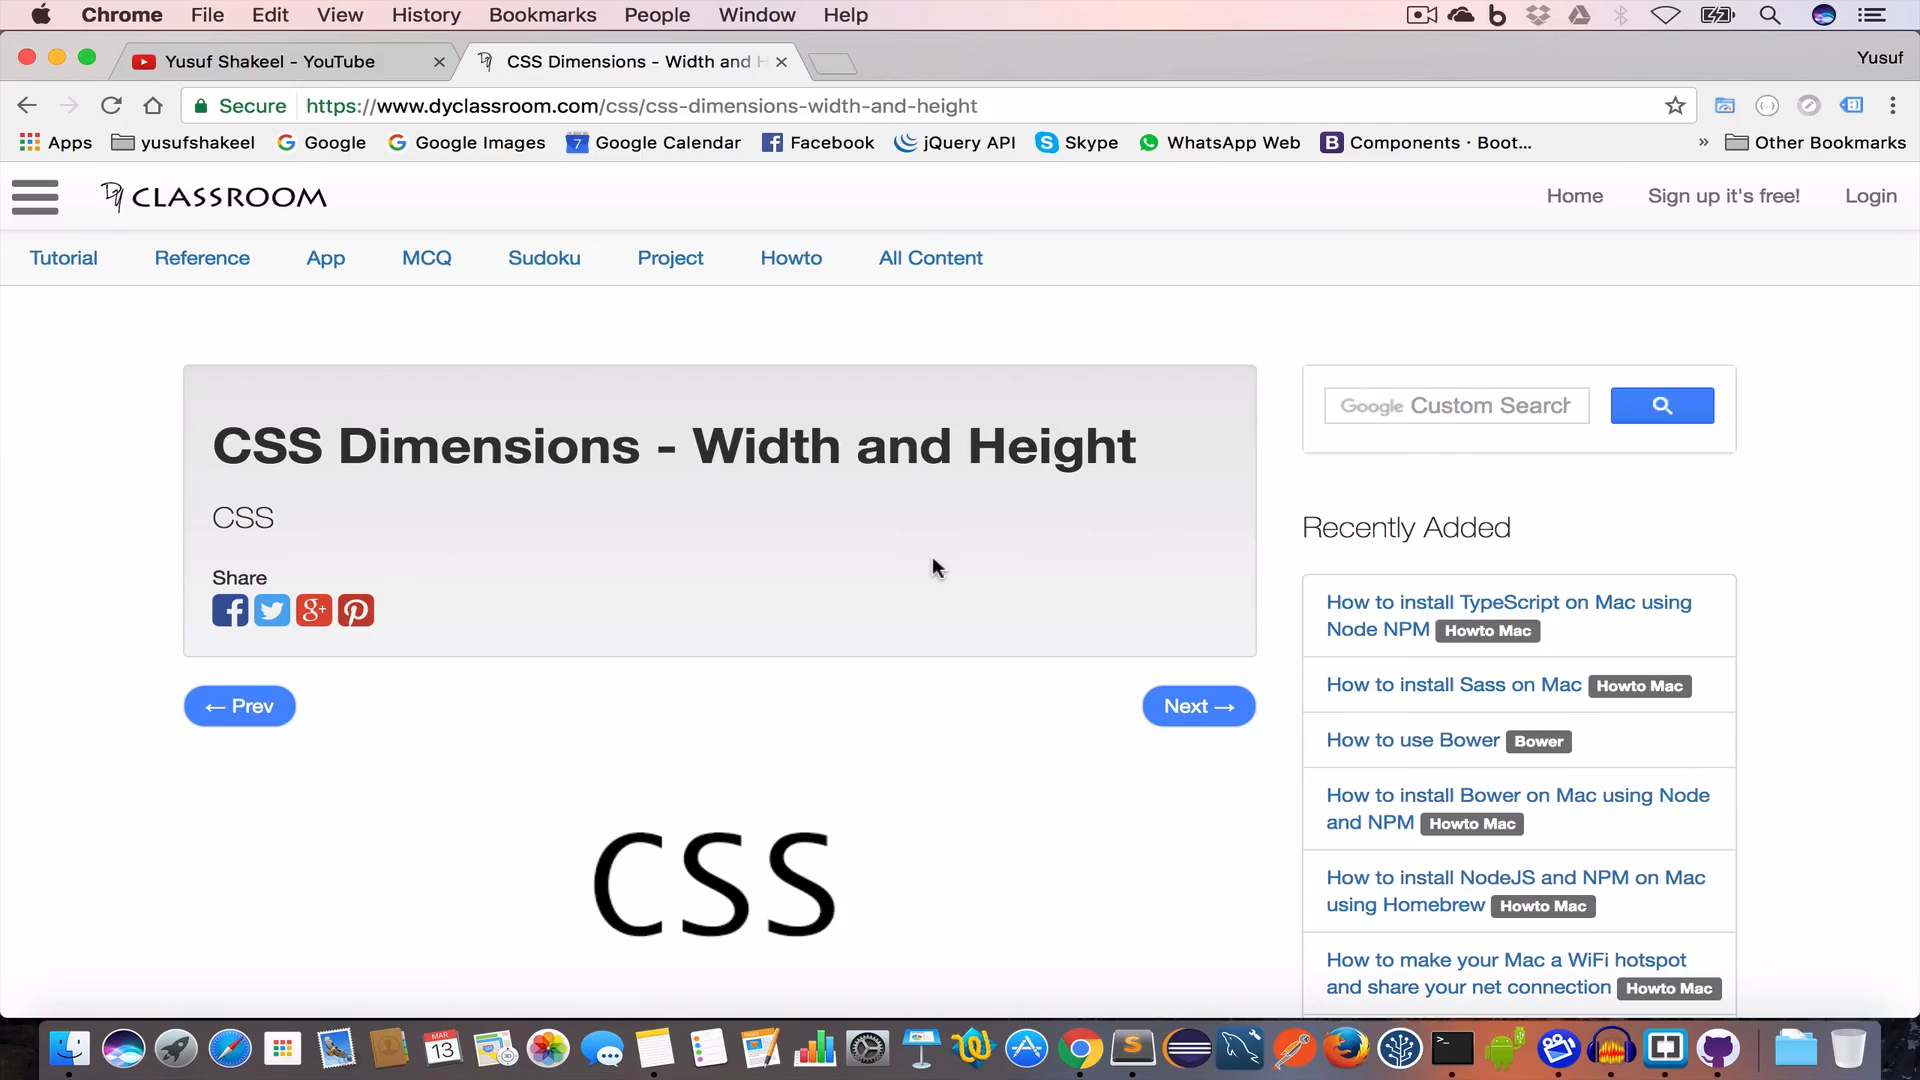 Chrome File Edit View History Bookmarks People Window Help
Yusuf Shakeel - YouTube
CSS Dimensions - Width and H
Yusuf
Secure https://www.dyclassroom.com/css/css-dimensions-width-and-height
Apps yusufshakeel Google Google Images 7 Google Calendar Facebook jQuery API Skype WhatsApp Web B Components · Boot... » Other Bookmarks
CLASSROOM
Home Sign up it's free! Login
Tutorial Reference App MCQ Sudoku Project Howto All Content
CSS Dimensions - Width and Height
CSS
Share
← Prev
Next →
CSS
Google Custom Search
Recently Added
How to install TypeScript on Mac using
Node NPM Howto Mac
How to install Sass on Mac Howto Mac
How to use Bower Bower
How to install Bower on Mac using Node
and NPM Howto Mac
How to install NodeJS and NPM on Mac
using Homebrew Howto Mac
How to make your Mac a WiFi hotspot
and share your net connection Howto Mac
MAR
13